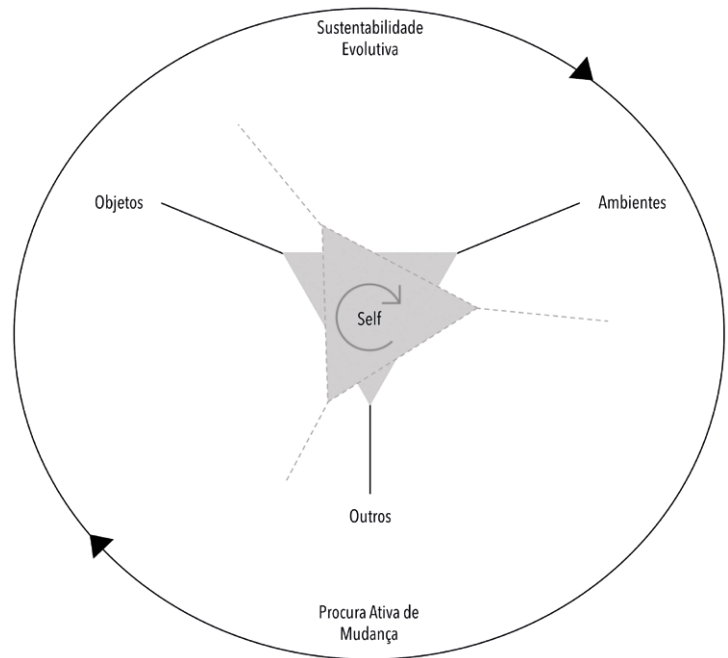 Sustentabilidade
Evolutiva
Objetos
Ambientes
Self
Outros
Procura Ativa de
Mudança